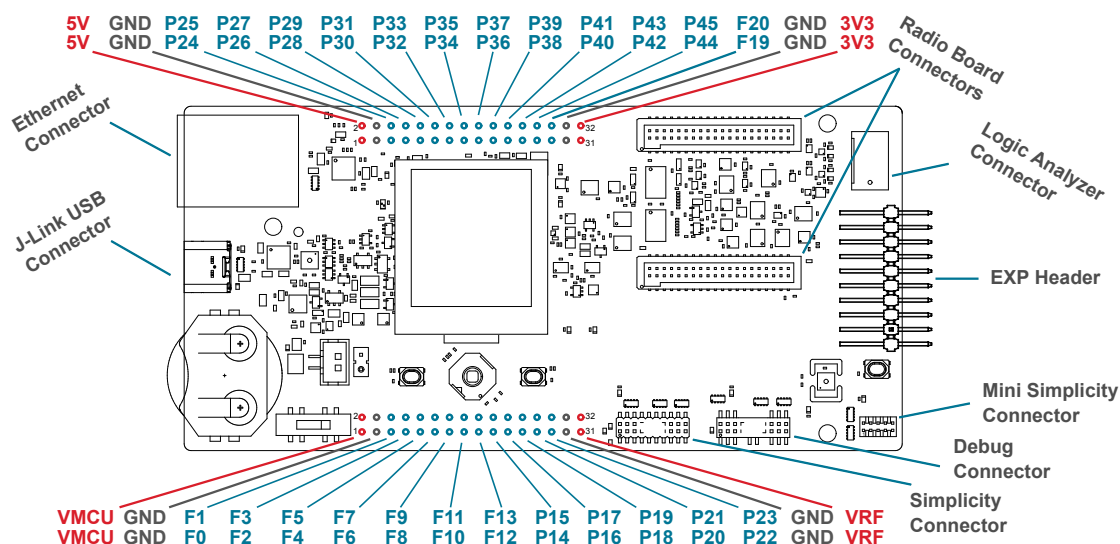 5V GND P25 P27 P29 P31 P33 P35 P37 P39 P41 P43 P45 F20 GND 3V3
5V GND P24 P26 P28 P30 P32 P34 P36 P38 P40 P42 P44 F19 GND 3V3
Radio Board
Connectors
Ethernet
Connector
2
32
1
31
Logic Analyzer
Connector
J-Link USB
Connector
EXP Header
Mini Simplicity
Connector
2
32
1
31
Debug
Connector
Simplicity
Connector
VMCU GND F1 F3 F5 F7 F9 F11 F13 P15 P17 P19 P21 P23 GND VRF
VMCU GND F0 F2 F4 F6 F8 F10 F12 P14 P16 P18 P20 P22 GND VRF